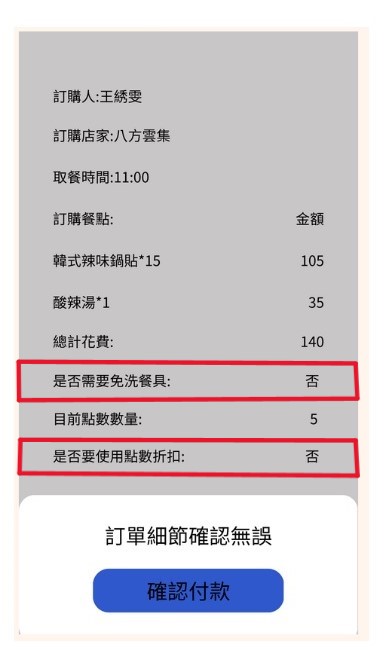 訂購人:王綉雯
訂購店家:八方雲集
取餐時間:11:00
訂購餐點: 金額
韓式辣味鍋貼*15 105
酸辣湯*1 35
總計花費: 140
是否需要免洗餐具: 否
目前點數數量: 5
是否要使用點數折扣: 否
訂單細節確認無誤
確認付款